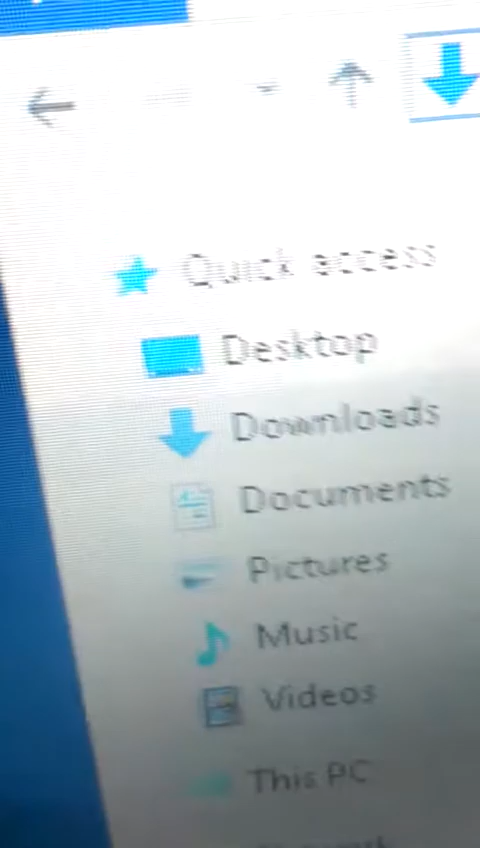 Quick access
Desktop
Downloads
Documents
Pictures
Music
Videos
This PC